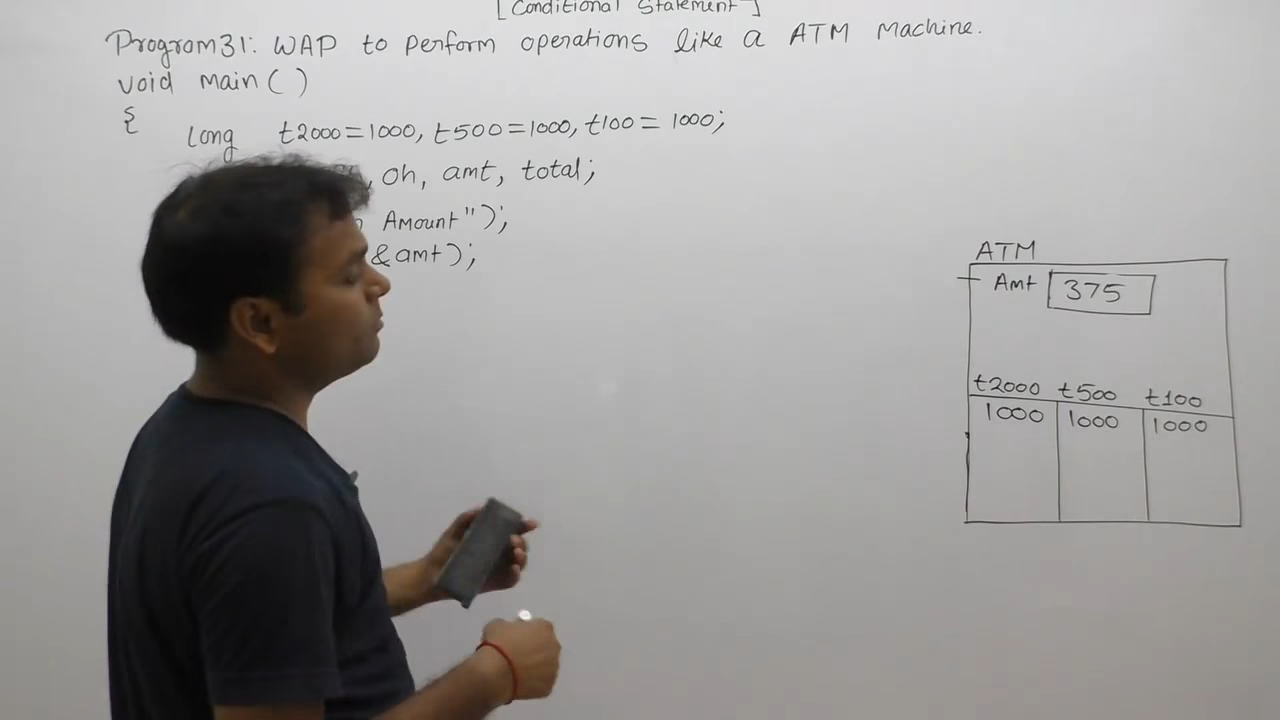 [Conditional Statement]
Program31: WAP to perform operations like a ATM Machine.
void main( )
{
long t2000=1000, t500=1000, t100= 1000;
, oh, amt, total;
Amount");
&amt);
ATM
Amt 375
t2000 t500 t100
1000 1000 1000